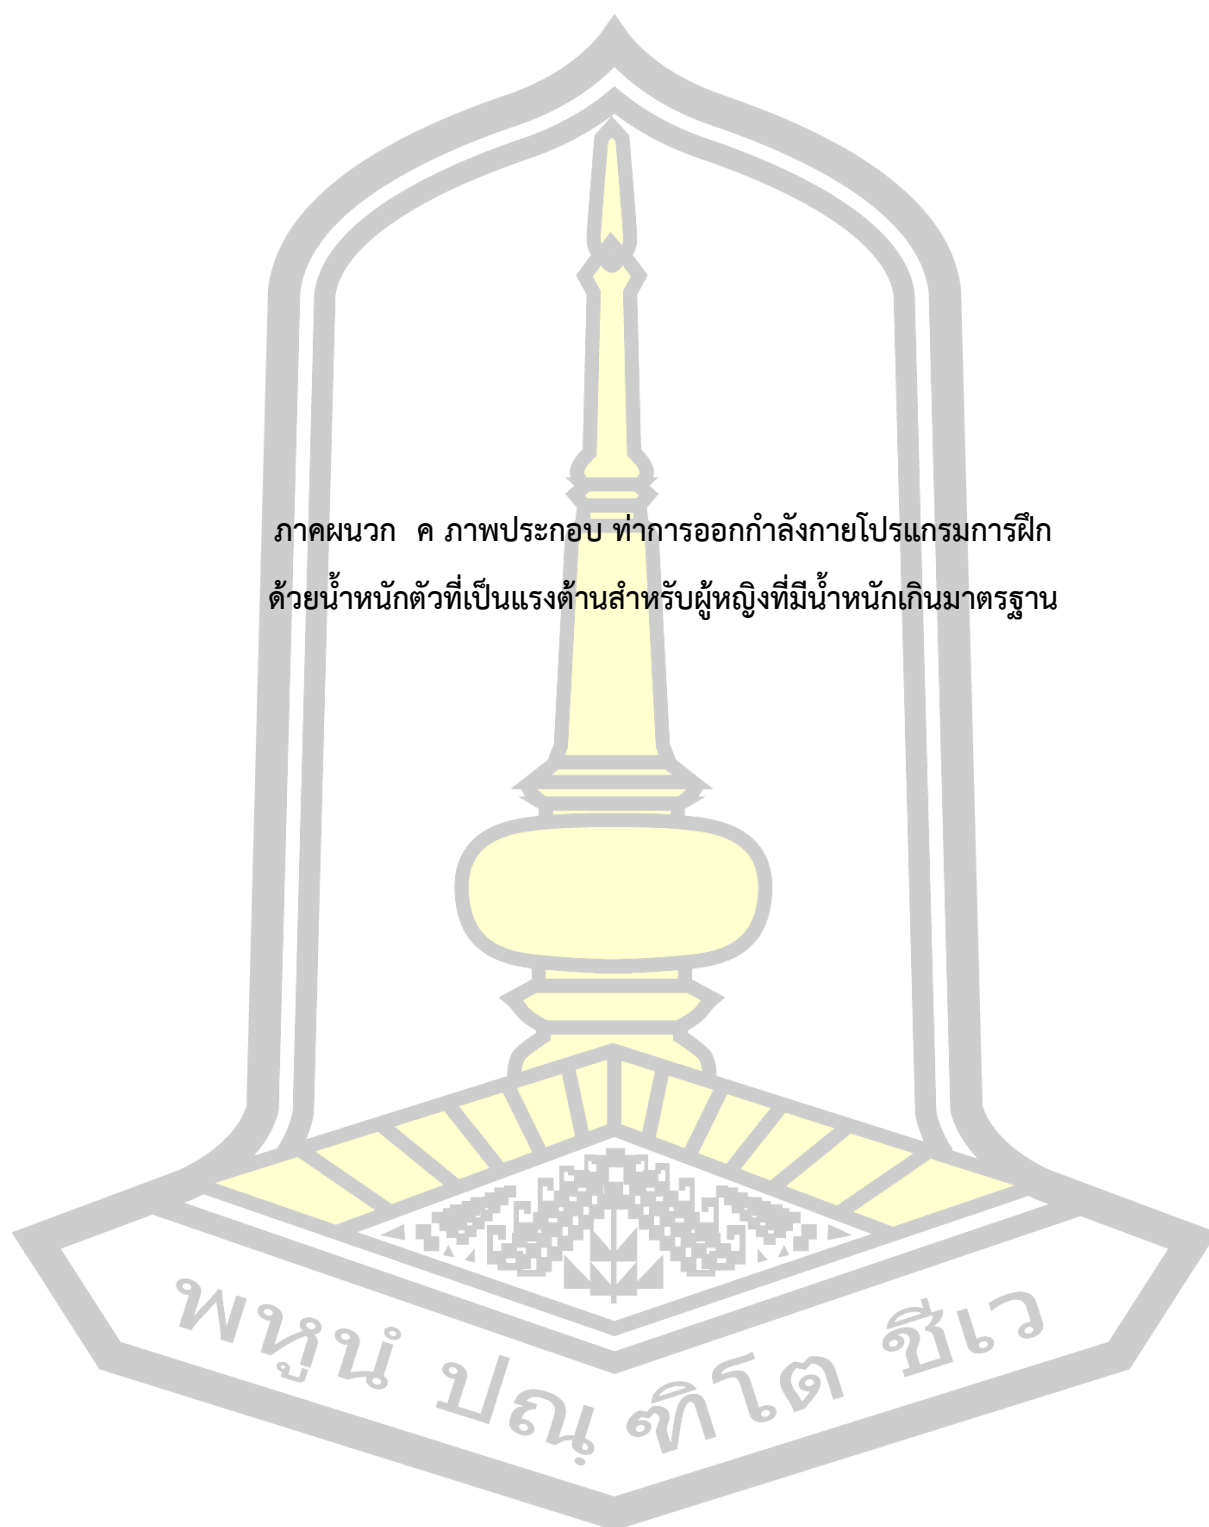 ภาคผนวก ค ภาพประกอบ ท่าการออกกำลังกายโปรแกรมการฝึก
ด้วยน้ำหนักตัวที่เป็นแรงต้านสำหรับผู้หญิงที่มีน้ำหนักเกินมาตรฐาน
พหูนํ ปณฺ ฑิโต ชีเว